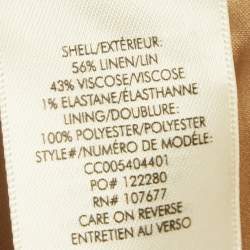 SHELL/EXTÉRIEUR:
56% LINEN/LIN
43% VISCOSE/VISCOSE
1% ELASTANE/ÉLASTHANNE
LINING/DOUBLURE:
100% POLYESTER/POLYESTER
STYLE#/NUMÉRO DE MODÈLE:
CC005404401
PO# 122280
RN# 107677
CARE ON REVERSE
ENTRETIEN AU VERSO